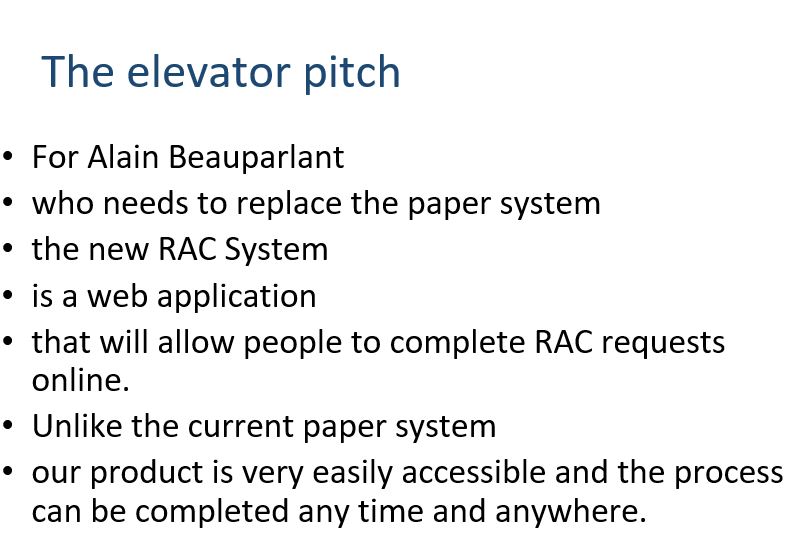 The elevator pitch
• For Alain Beauparlant
• who needs to replace the paper system
• the new RAC System
• is a web application
• that will allow people to complete RAC requests
online.
• Unlike the current paper system
• our product is very easily accessible and the process
can be completed any time and anywhere.